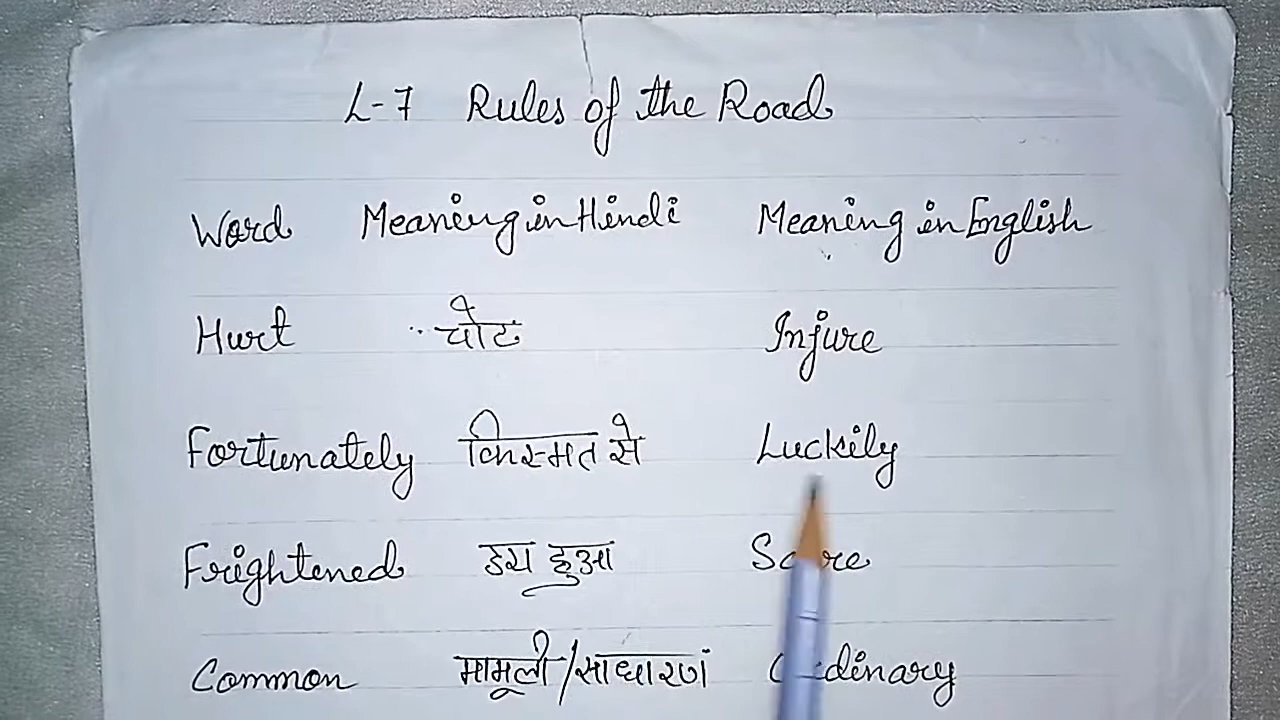 L-7 Rules of the Road
Word Meaning in Hindi Meaning in English
Hurt चोट Injure
Fortunately किस्मत से Luckily
Frightened डरा हुआ
Common मामूली/साधारण